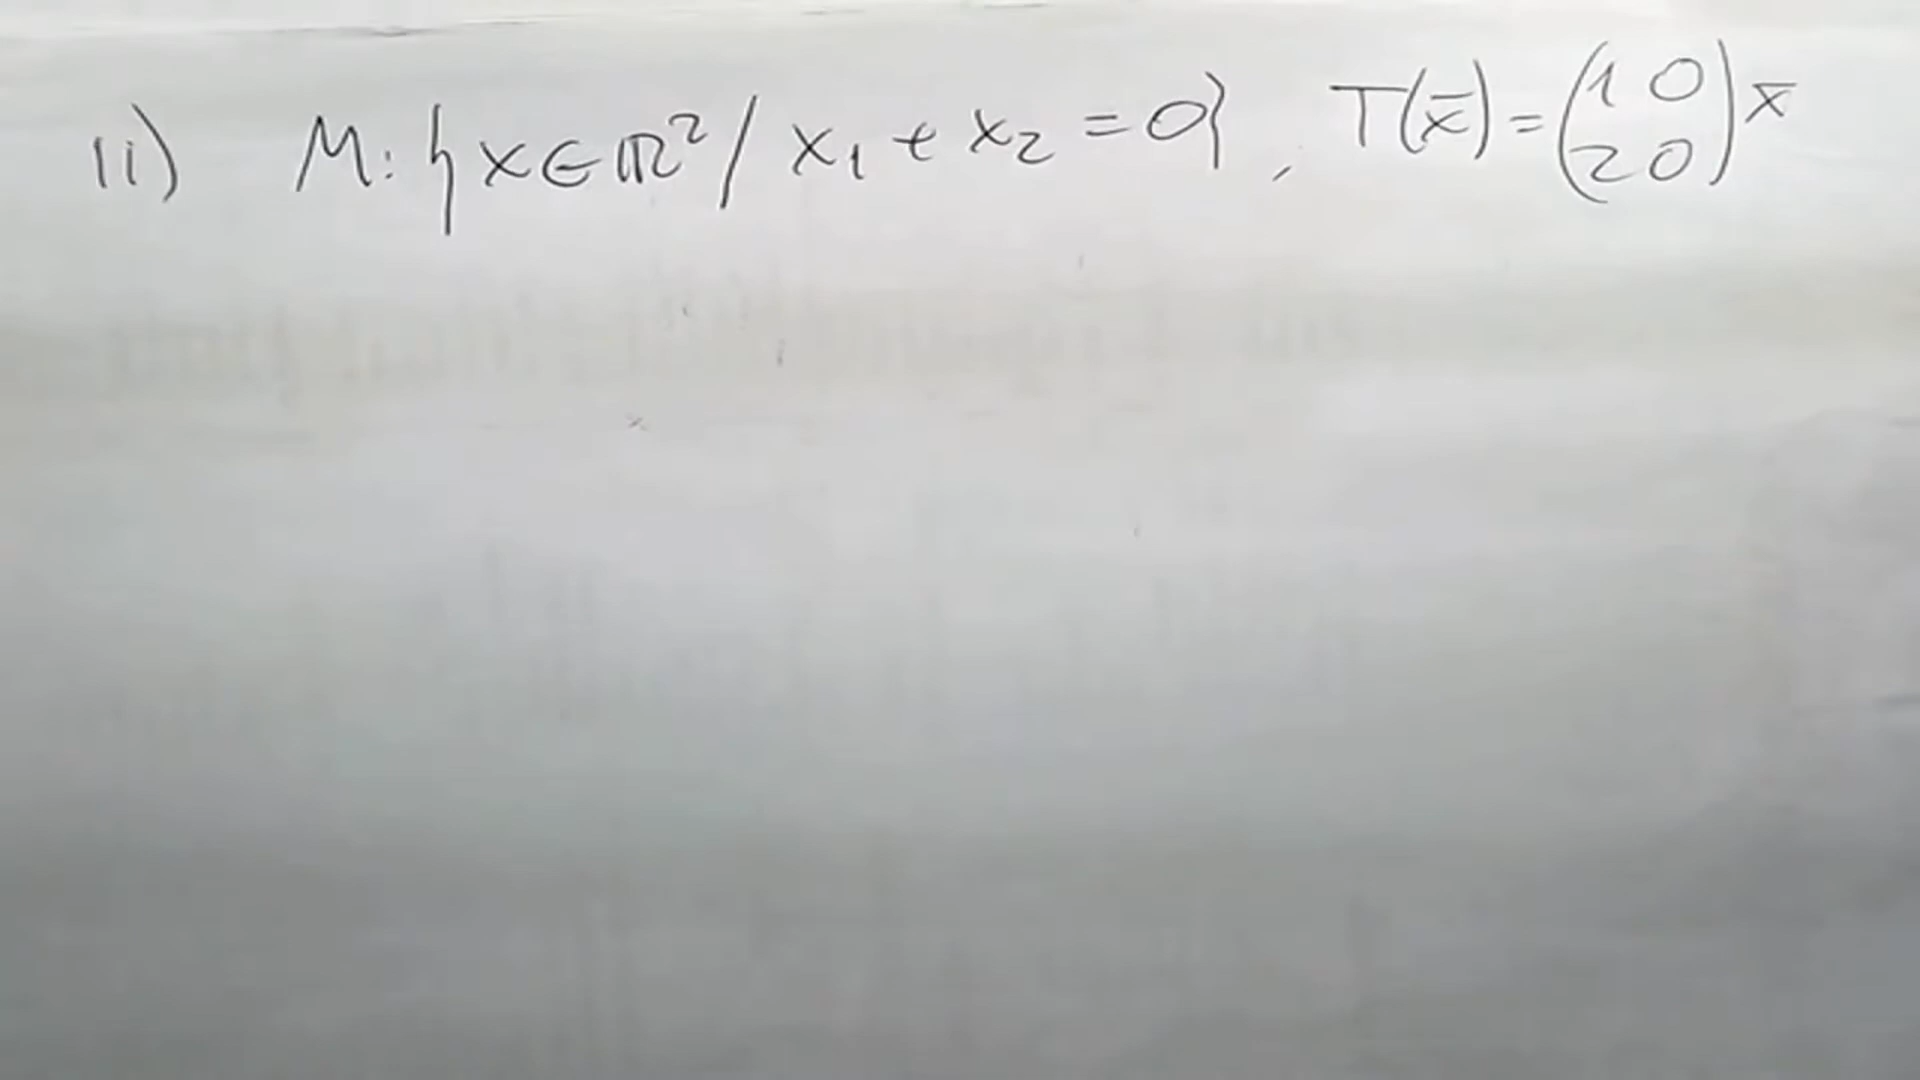 11) M: { x ∈ ℝ² / x₁ + x₂ = 0}, T(x̄) = (1 0 2 0) x̄